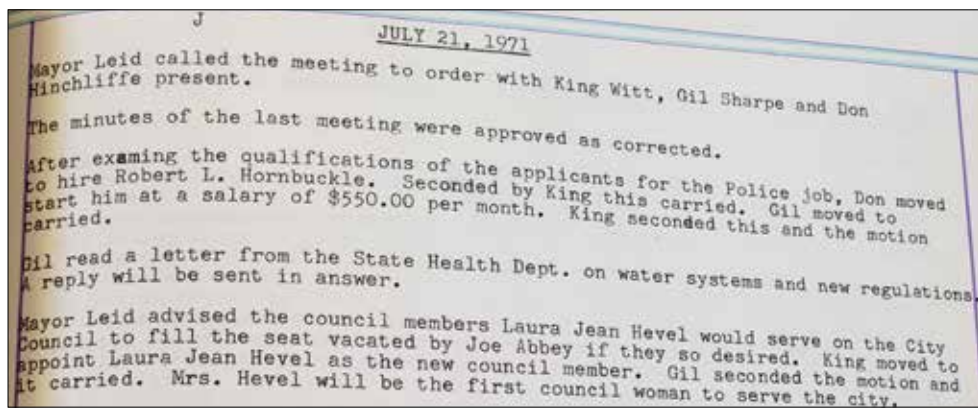 J
JULY 21, 1971
Mayor Leid called the meeting to order with King Witt, Gil Sharpe and Don
Hinchliffe present.
The minutes of the last meeting were approved as corrected.
After examing the qualifications of the applicants for the Police job, Don moved
to hire Robert L. Hornbuckle. Seconded by King this carried. Gil moved to
start him at a salary of $550.00 per month. King seconded this and the motion
carried.
Gil read a letter from the State Health Dept. on water systems and new regulations.
A reply will be sent in answer.
Mayor Leid advised the council members Laura Jean Hevel would serve on the City
Council to fill the seat vacated by Joe Abbey if they so desired. King moved to
appoint Laura Jean Hevel as the new council member. Gil seconded the motion and
it carried. Mrs. Hevel will be the first council woman to serve the city.